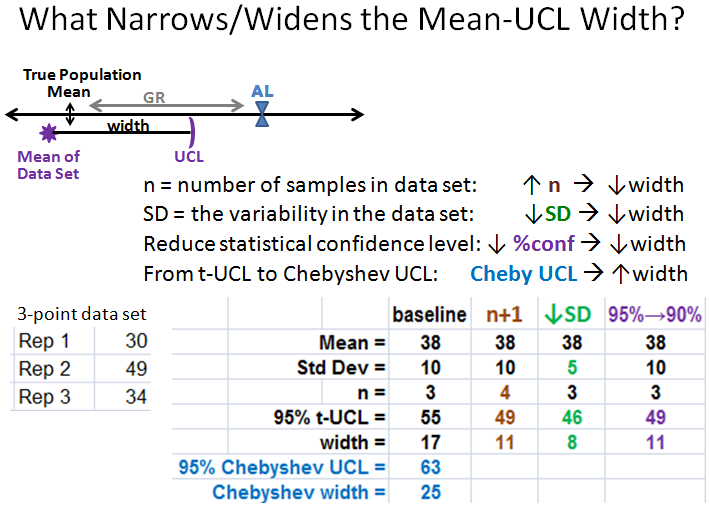 What Narrows/Widens the Mean-UCL Width?
True Population
Mean
GR
AL
width
Mean of
Data Set
UCL
n = number of samples in data set: ↑ n → ↓width
SD = the variability in the data set: ↓SD → ↓width
Reduce statistical confidence level: ↓ %conf → ↓width
From t-UCL to Chebyshev UCL: Cheby UCL → ↑width
3-point data set
Rep 1 30
Rep 2 49
Rep 3 34
baseline n+1 ↓SD 95%→90%
Mean = 38 38 38 38
Std Dev = 10 10 5 10
n = 3 4 3 3
95% t-UCL = 55 49 46 49
width = 17 11 8 11
95% Chebyshev UCL = 63
Chebyshev width = 25